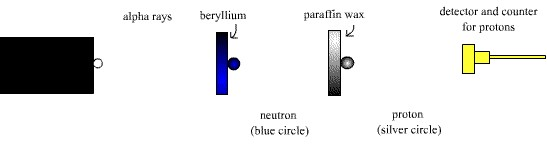 alpha rays
beryllium
paraffin wax
detector and counter
for protons
neutron
(blue circle)
proton
(silver circle)